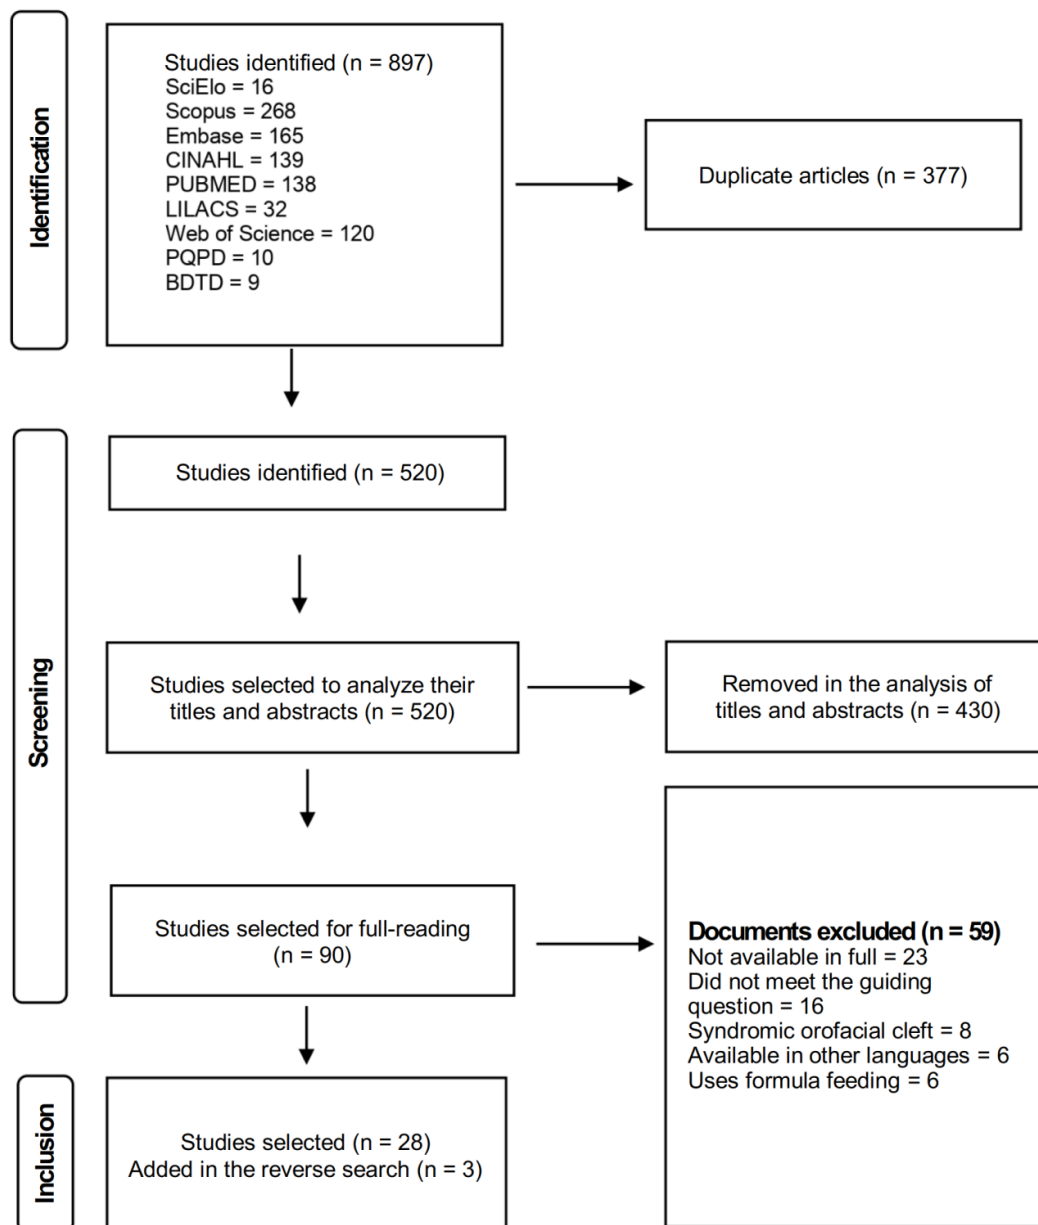 Identification
Studies identified (n = 897)
SciElo = 16
Scopus = 268
Embase = 165
CINAHL = 139
PUBMED = 138
LILACS = 32
Web of Science = 120
PQPD = 10
BDTD = 9
Duplicate articles (n = 377)
Screening
Studies identified (n = 520)
Studies selected to analyze their
titles and abstracts (n = 520)
Removed in the analysis of
titles and abstracts (n = 430)
Studies selected for full-reading
(n = 90)
Documents excluded (n = 59)
Not available in full = 23
Did not meet the guiding
question = 16
Syndromic orofacial cleft = 8
Available in other languages = 6
Uses formula feeding = 6
Inclusion
Studies selected (n = 28)
Added in the reverse search (n = 3)